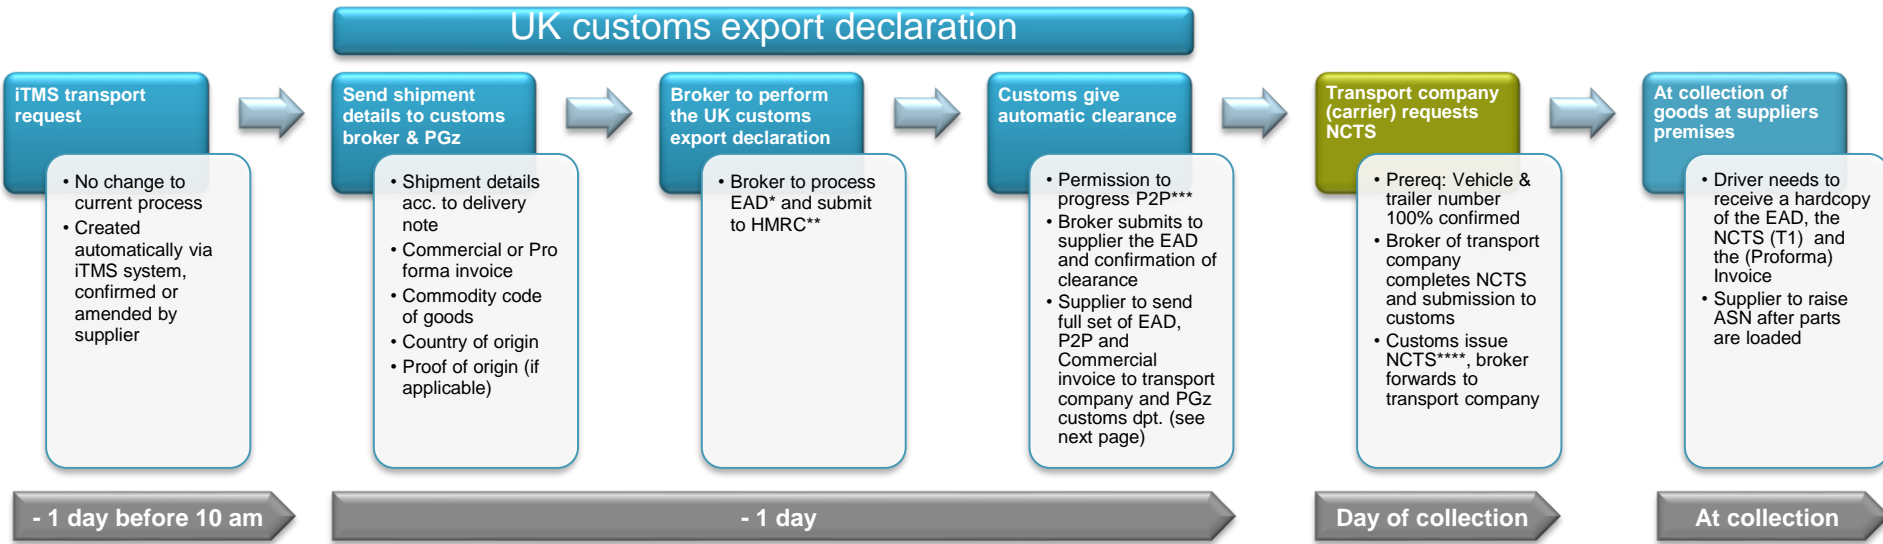 UK customs export declaration
iTMS transport
request
• No change to
current process
• Created
automatically via
iTMS system,
confirmed or
amended by
supplier
Send shipment
details to customs
broker & PGz
• Shipment details
acc. to delivery
note
• Commercial or Pro
forma invoice
• Commodity code
of goods
• Country of origin
• Proof of origin (if
applicable)
Broker to perform
the UK customs
export declaration
• Broker to process
EAD* and submit
to HMRC**
Customs give
automatic clearance
• Permission to
progress P2P***
• Broker submits to
supplier the EAD
and confirmation of
clearance
• Supplier to send
full set of EAD,
P2P and
Commercial
invoice to transport
company and PGz
customs dpt. (see
next page)
Transport company
(carrier) requests
NCTS
• Prereq: Vehicle &
trailer number
100% confirmed
• Broker of transport
company
completes NCTS
and submission to
customs
• Customs issue
NCTS****, broker
forwards to
transport company
At collection of
goods at suppliers
premises
• Driver needs to
receive a hardcopy
of the EAD, the
NCTS (T1) and
the (Proforma)
Invoice
• Supplier to raise
ASN after parts
are loaded
- 1 day before 10 am
- 1 day
Day of collection
At collection